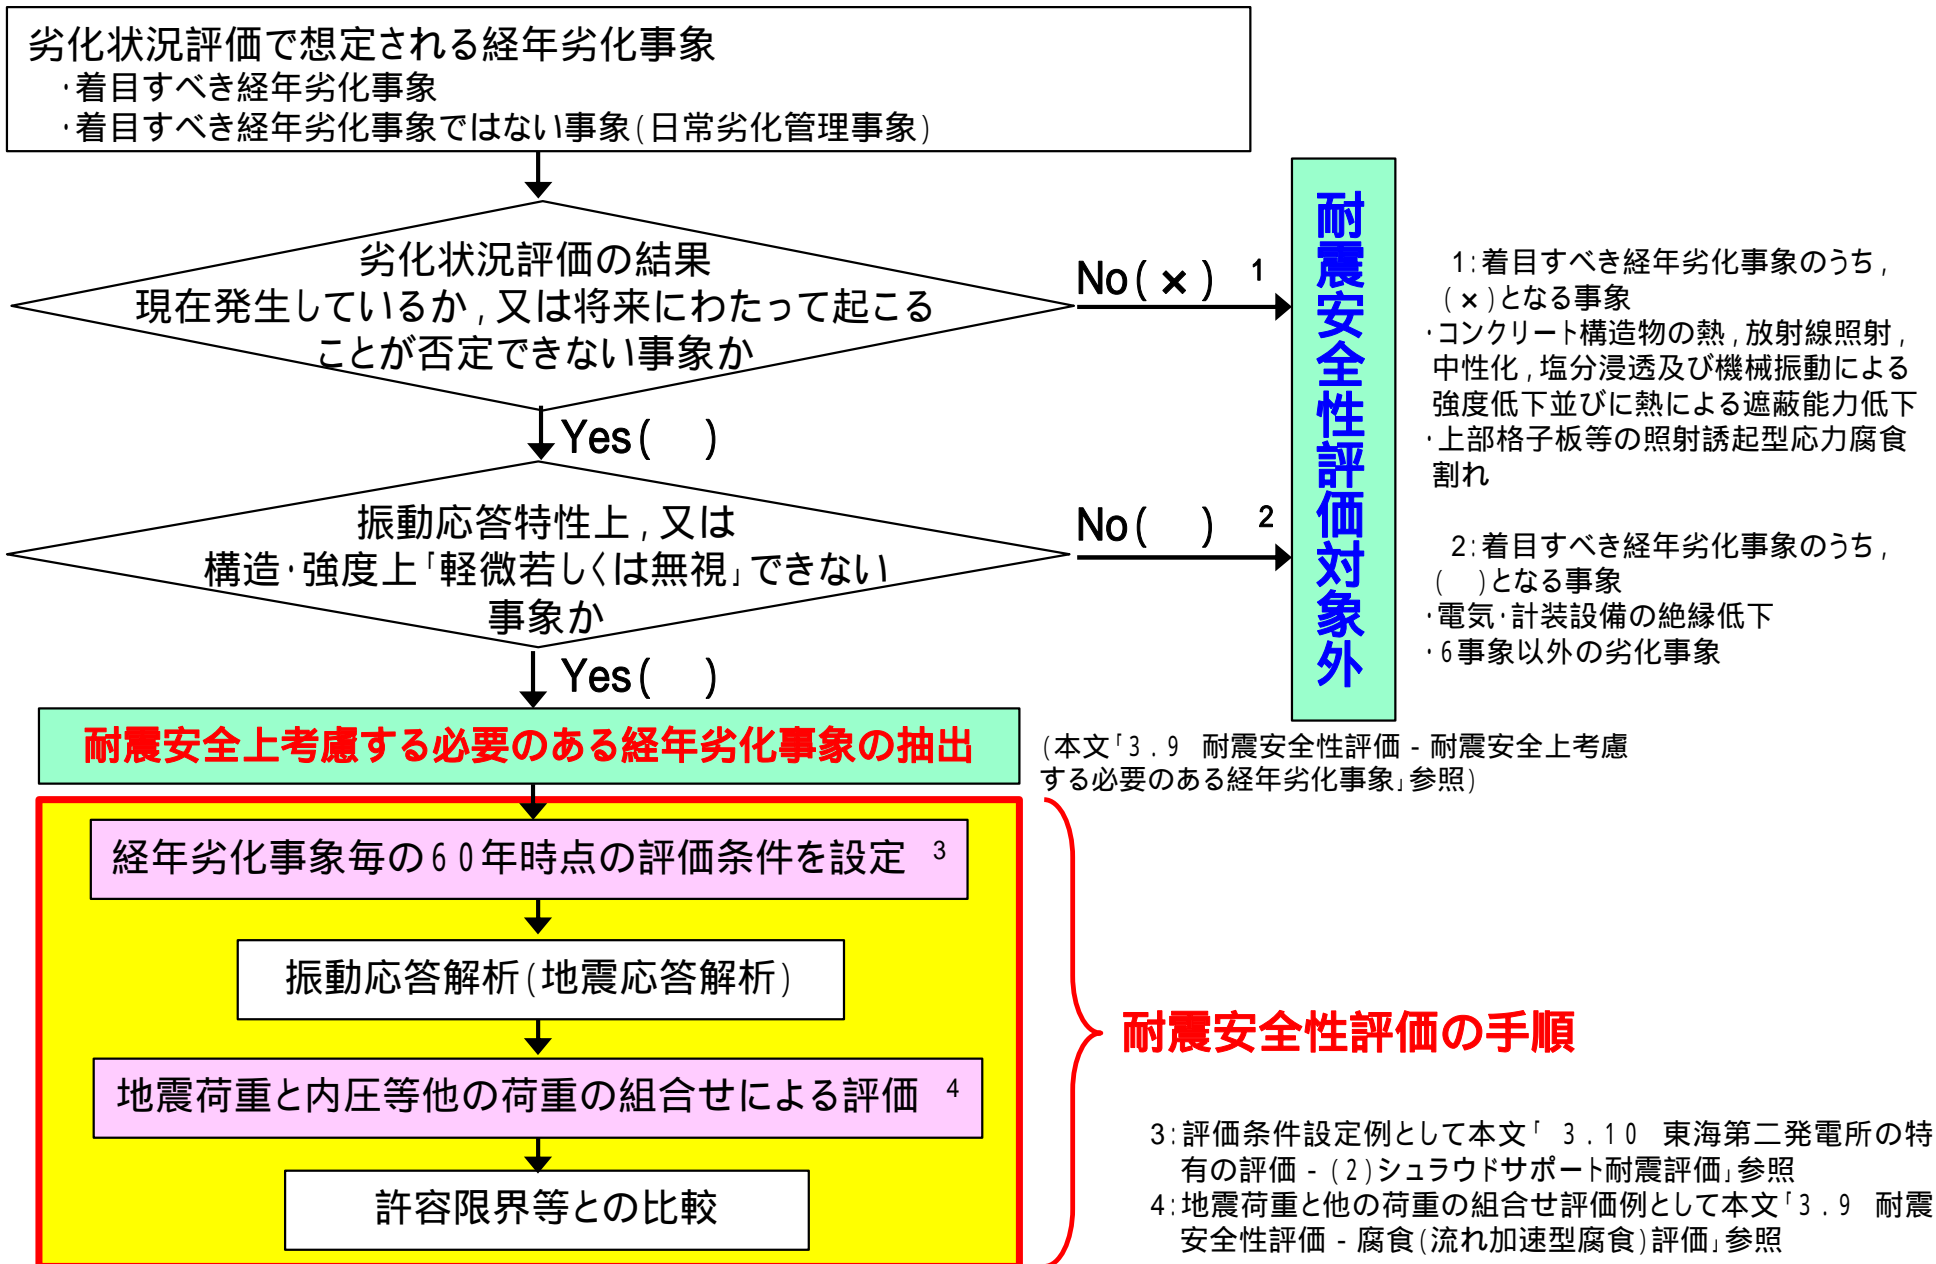 劣化状況評価で想定される経年劣化事象
・着目すべき経年劣化事象
・着目すべき経年劣化事象ではない事象(日常劣化管理事象)
劣化状況評価の結果
現在発生しているか,又は将来にわたって起こる
ことが否定できない事象か
No(×) 1
Yes( )
振動応答特性上,又は
構造・強度上「軽微若しくは無視」できない
事象か
No( ) 2
Yes( )
耐震安全性評価対象外
1:着目すべき経年劣化事象のうち,
(×)となる事象
・コンクリート構造物の熱,放射線照射,
中性化,塩分浸透及び機械振動による
強度低下並びに熱による遮蔽能力低下
・上部格子板等の照射誘起型応力腐食
割れ
2:着目すべき経年劣化事象のうち,
( )となる事象
・電気・計装設備の絶縁低下
・6事象以外の劣化事象
耐震安全上考慮する必要のある経年劣化事象の抽出
(本文「3.9 耐震安全性評価-耐震安全上考慮
する必要のある経年劣化事象」参照)
経年劣化事象毎の60年時点の評価条件を設定 3
振動応答解析(地震応答解析)
地震荷重と内圧等他の荷重の組合せによる評価 4
許容限界等との比較
耐震安全性評価の手順
3:評価条件設定例として本文「 3.10 東海第二発電所の特
有の評価-(2)シュラウドサポート耐震評価」参照
4:地震荷重と他の荷重の組合せ評価例として本文「3.9 耐震
安全性評価-腐食(流れ加速型腐食)評価」参照